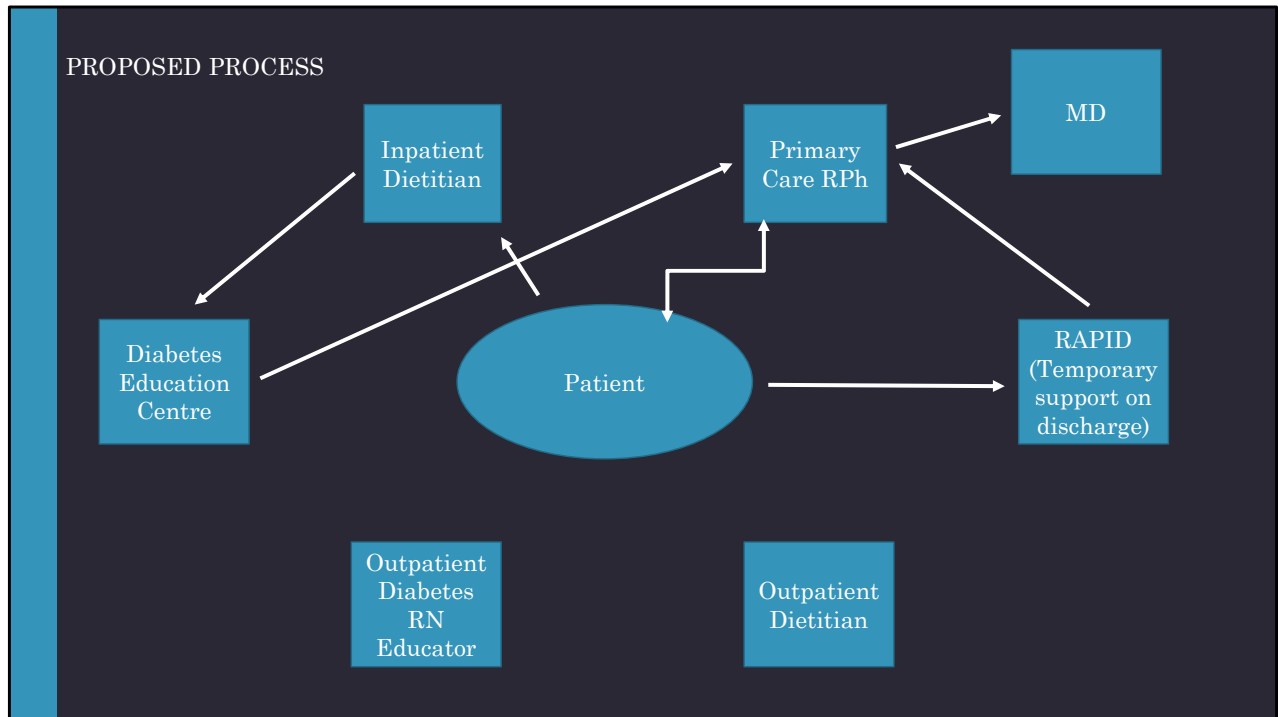 PROPOSED PROCESS
MD
Inpatient
Dietitian
Primary
Care RPh
Diabetes
Education
Centre
Patient
RAPID
(Temporary
support on
discharge)
Outpatient
Diabetes
RN
Educator
Outpatient
Dietitian